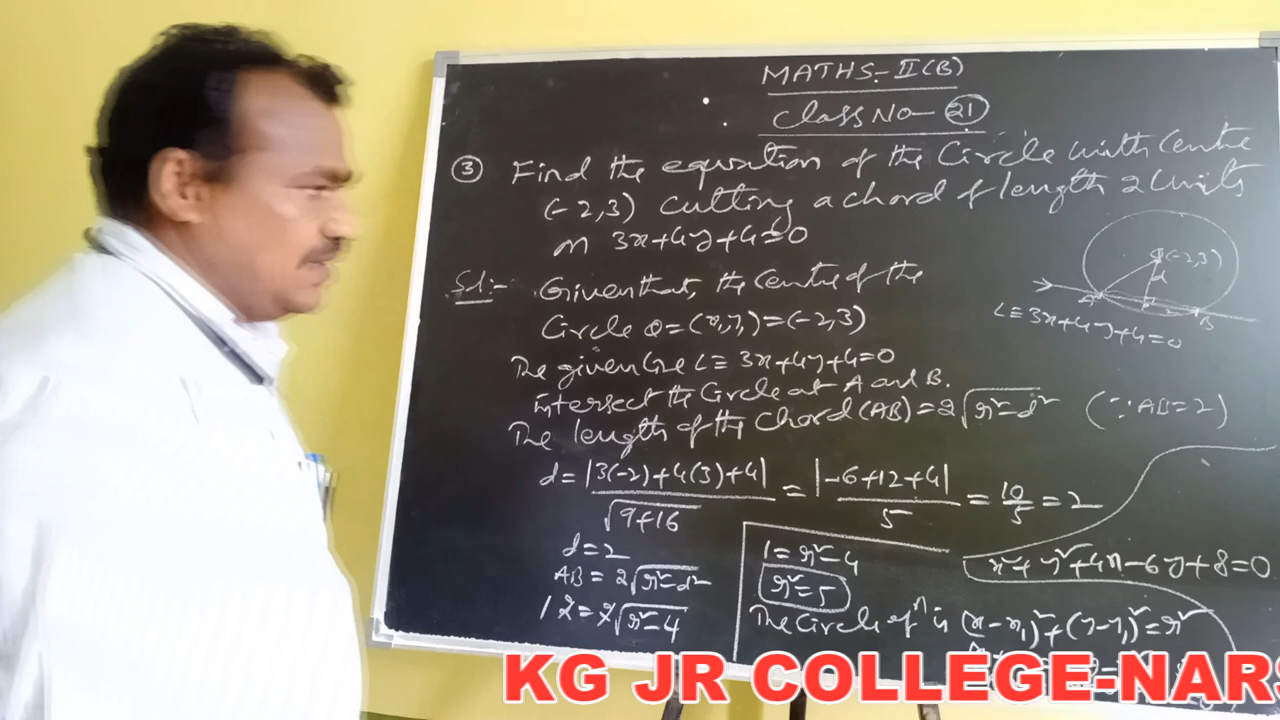 MATHS-II(B)
Class No- 21
③ Find the equation of the Circle with Centre
(-2,3) cutting a chord of length 2 units
on 3x+4y+4=0
Sol:- Given that, the centre of the
Circle Q=(x₁,y₁)=(-2,3)
The given line L≡ 3x+4y+4=0
intersect the Circle at A and B.
The length of the Chord (AB) = 2√(r²-d²) (∵ AB=2)
d = |3(-2)+4(3)+4| / √(9+16) = |-6+12+4| / 5 = 10/5 = 2
d=2
AB = 2√(r²-d²)
1 2 = 2√(r²-4)
1 = r²-4
r²=5
The Circle eqⁿ is (x-x₁)²+(y-y₁)²=r²
x²+y²+4x-6y+8=0
Q(-2,3)
d
A
B
L≡3x+4y+4=0
KG JR COLLEGE-NARS